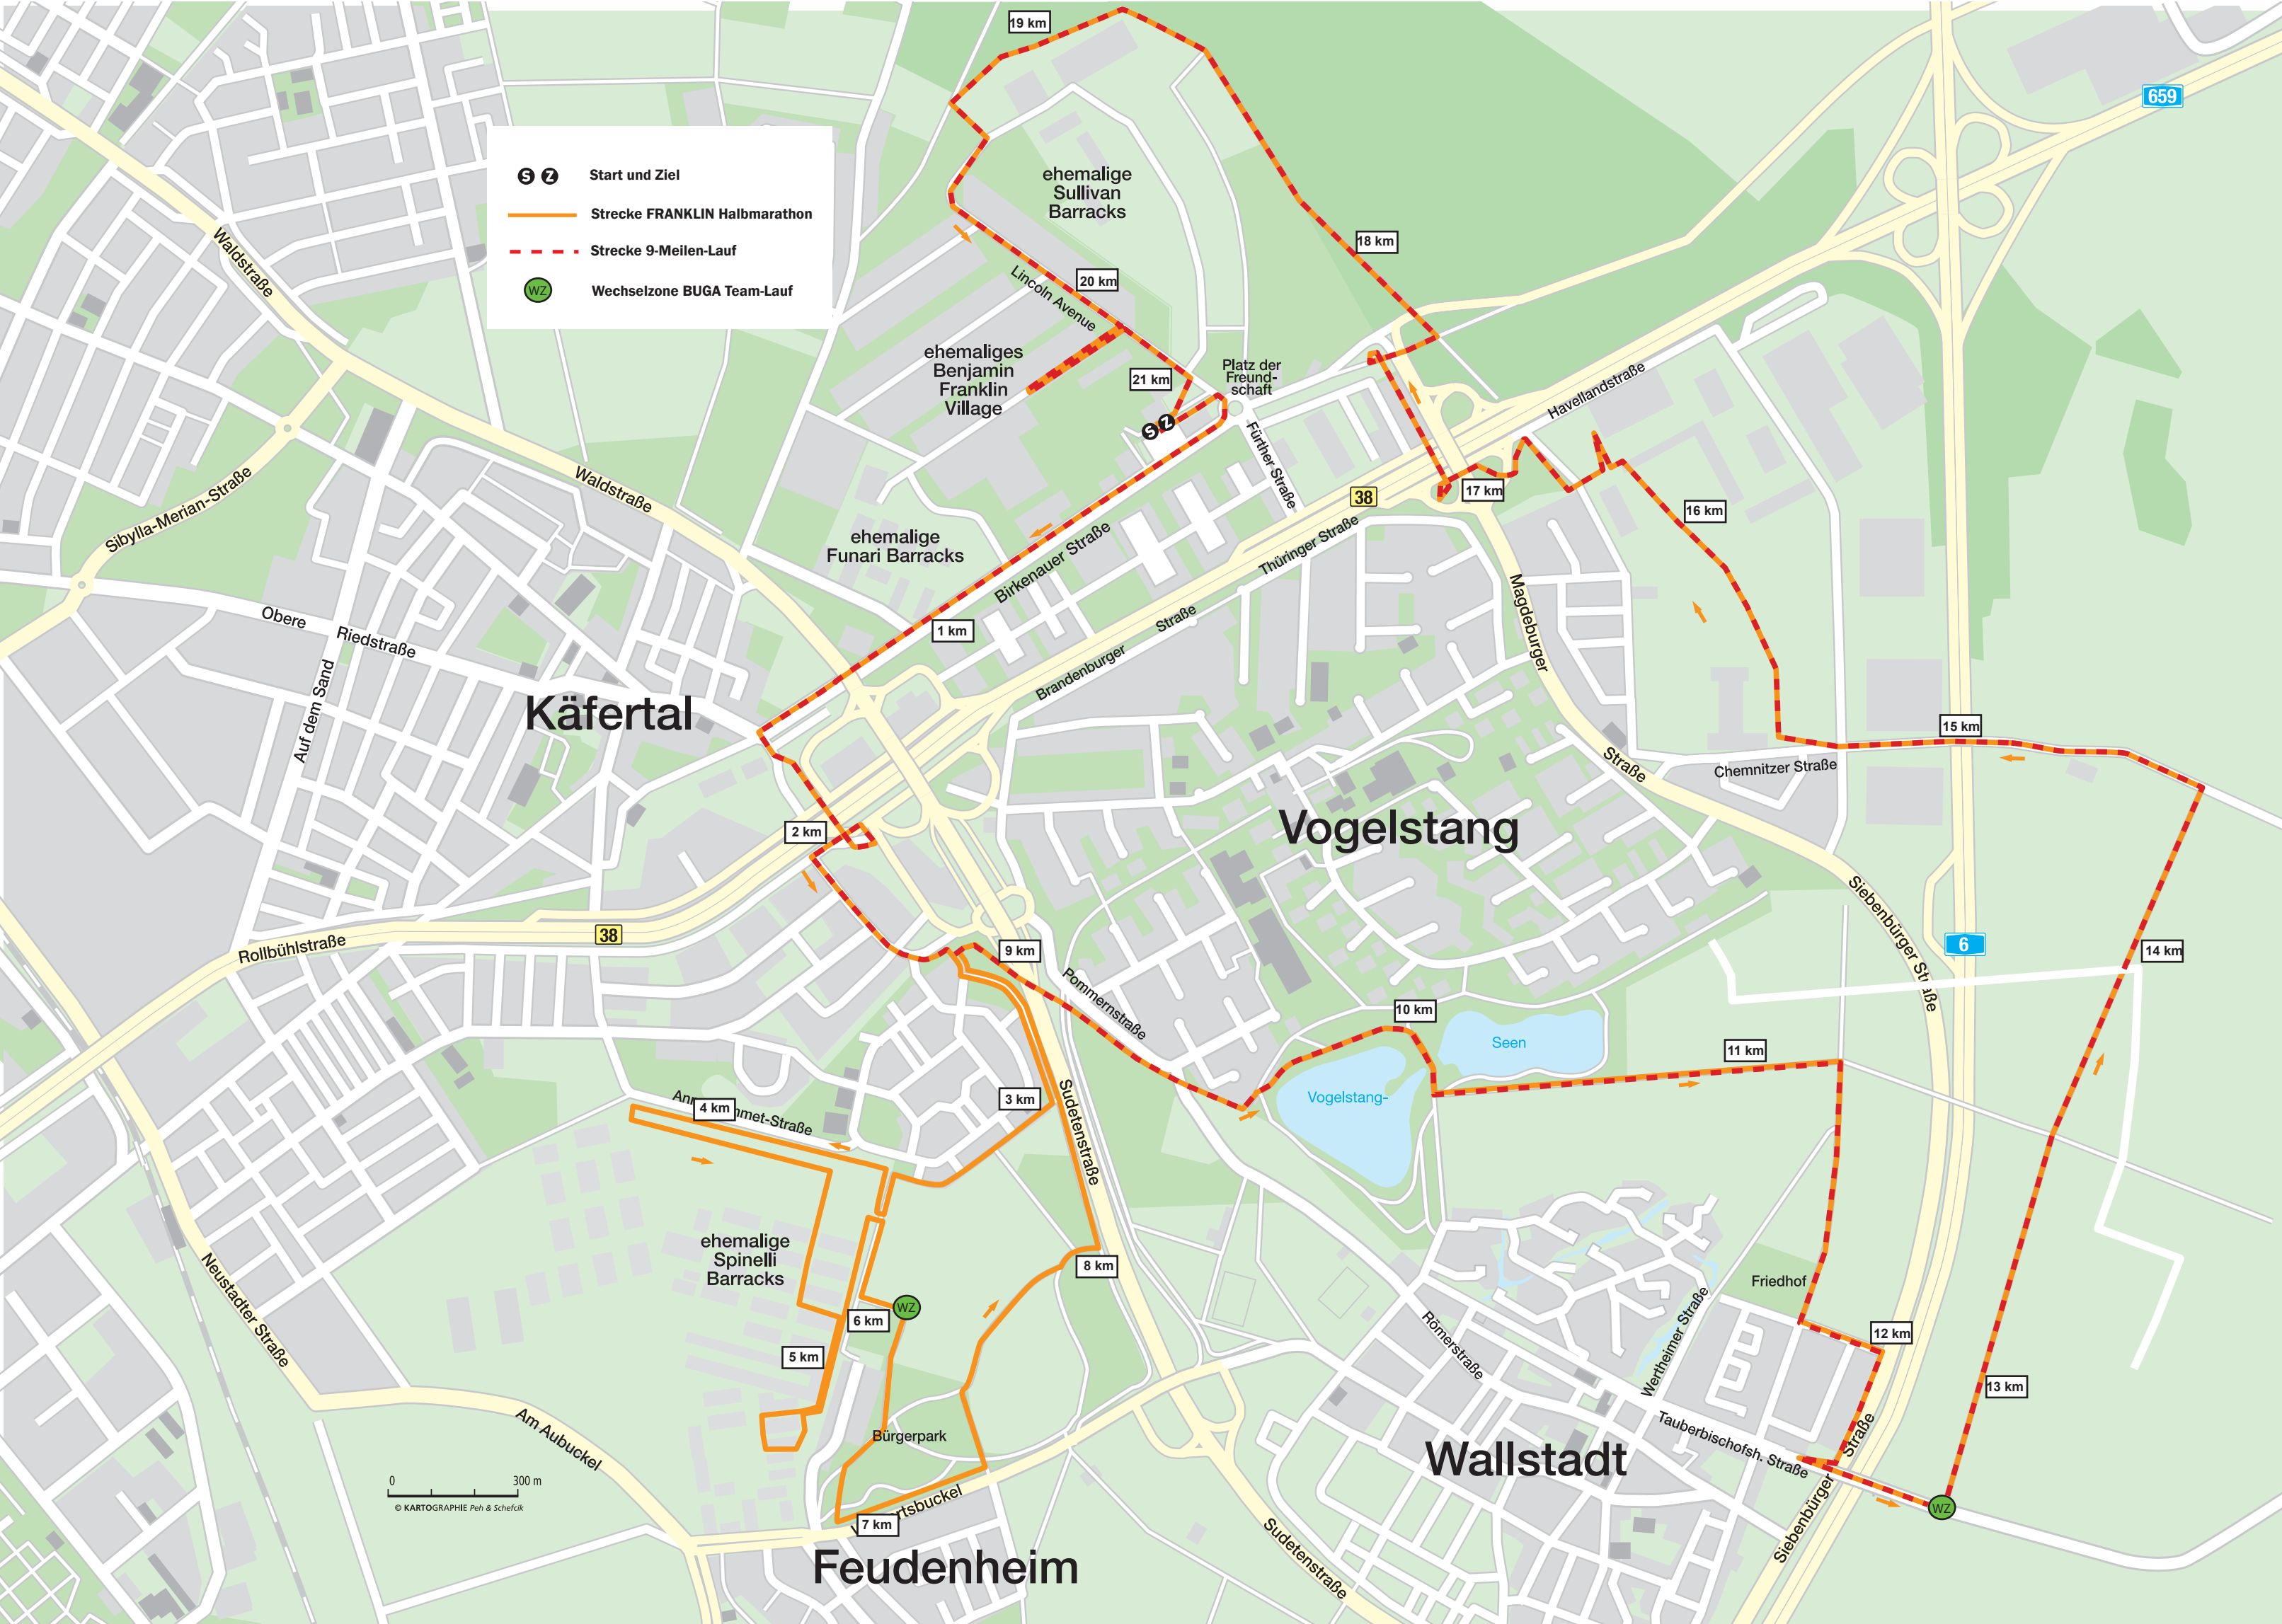 19 km
659
S Z Start und Ziel
Strecke FRANKLIN Halbmarathon
Strecke 9-Meilen-Lauf
WZ Wechselzone BUGA Team-Lauf
ehemalige
Sullivan
Barracks
18 km
20 km
Lincoln Avenue
Waldstraße
ehemaliges
Benjamin
Franklin
Village
21 km
Platz der
Freund-
schaft
S Z
Fürther Straße
Havellandstraße
Waldstraße
Sibylla-Merian-Straße
38
17 km
16 km
ehemalige
Funari Barracks
Birkenauer Straße
Thüringer Straße
Obere
Riedstraße
1 km
Brandenburger
Straße
Magdeburger
Straße
Auf dem Sand
Käfertal
15 km
Chemnitzer Straße
2 km
Vogelstang
Siebenbürger Straße
38
Rollbühlstraße
9 km
6
14 km
Pommernstraße
10 km
Seen
11 km
Vogelstang-
3 km
4 km
Sudetenstraße
ehemalige
Spinelli
Barracks
8 km
Friedhof
WZ
6 km
5 km
12 km
Neustadter Straße
Römerstraße
Wertheimer Straße
13 km
Am Aubuckel
Bürgerpark
Wallstadt
Tauberbischofsh. Straße
Siebenbürger
Straße
0 300 m
© KARTOGRAPHIE Peh & Schefcik
7 km
WZ
Feudenheim
Sudetenstraße